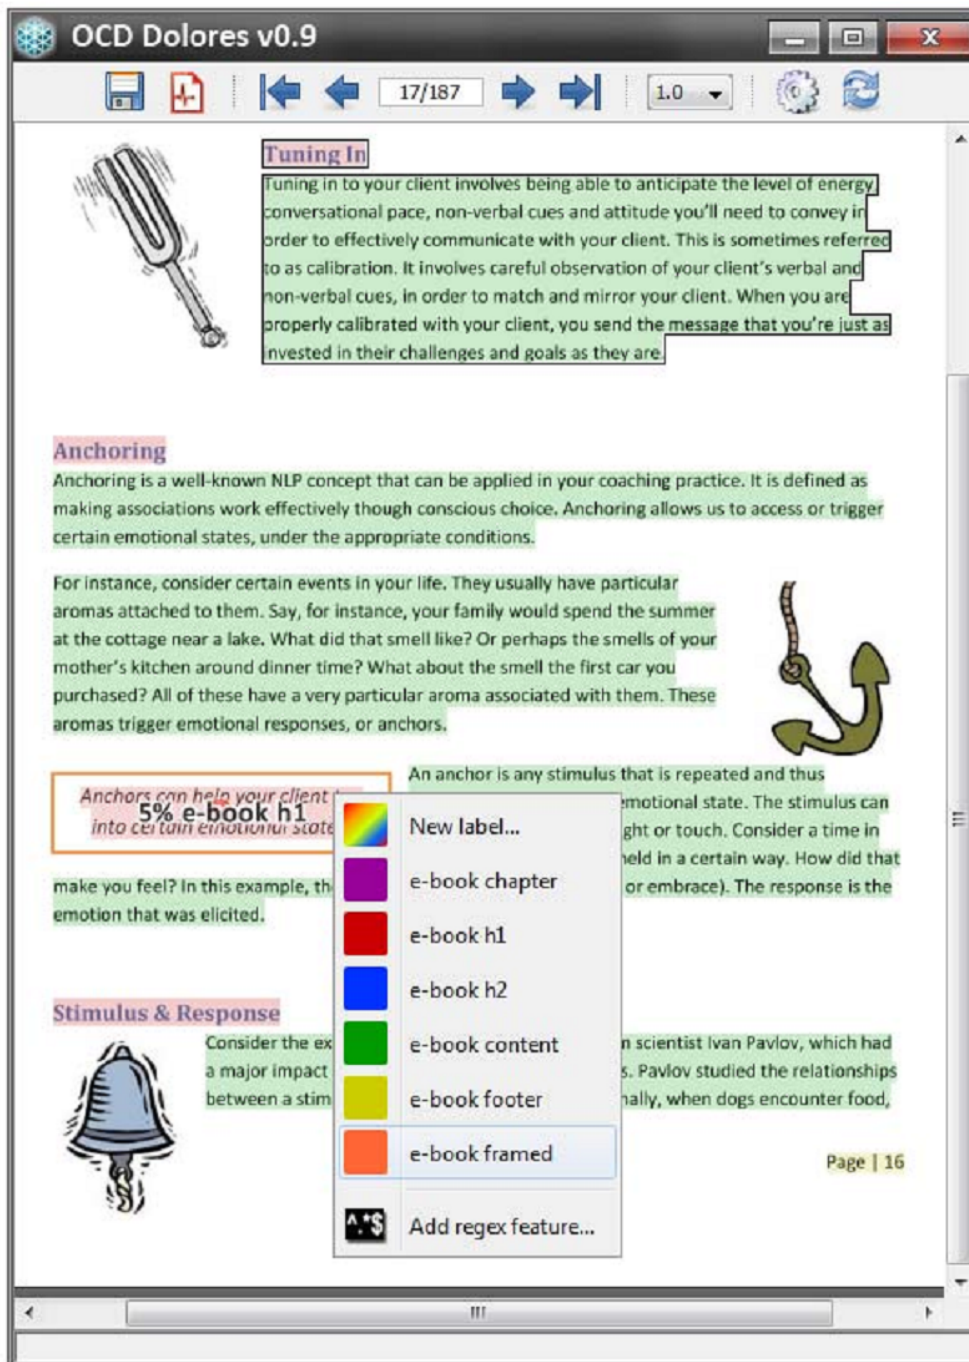 OCD Dolores v0.9
17/187
1.0
Tuning In
Tuning in to your client involves being able to anticipate the level of energy,
conversational pace, non-verbal cues and attitude you'll need to convey in
order to effectively communicate with your client. This is sometimes referred
to as calibration. It involves careful observation of your client's verbal and
non-verbal cues, in order to match and mirror your client. When you are
properly calibrated with your client, you send the message that you're just as
invested in their challenges and goals as they are.
Anchoring
Anchoring is a well-known NLP concept that can be applied in your coaching practice. It is defined as
making associations work effectively though conscious choice. Anchoring allows us to access or trigger
certain emotional states, under the appropriate conditions.
For instance, consider certain events in your life. They usually have particular
aromas attached to them. Say, for instance, your family would spend the summer
at the cottage near a lake. What did that smell like? Or perhaps the smells of your
mother's kitchen around dinner time? What about the smell the first car you
purchased? All of these have a very particular aroma associated with them. These
aromas trigger emotional responses, or anchors.
An anchor is any stimulus that is repeated and thus
Anchors can help your client
5% e-book h1
into certain emotional state
emotional state. The stimulus can
ght or touch. Consider a time in
held in a certain way. How did that
make you feel? In this example, th or embrace). The response is the
emotion that was elicited.
New label...
e-book chapter
e-book h1
e-book h2
e-book content
e-book footer
e-book framed
^.*$ Add regex feature...
Stimulus & Response
Consider the ex n scientist Ivan Pavlov, which had
a major impact s. Pavlov studied the relationships
between a stim nally, when dogs encounter food,
Page | 16